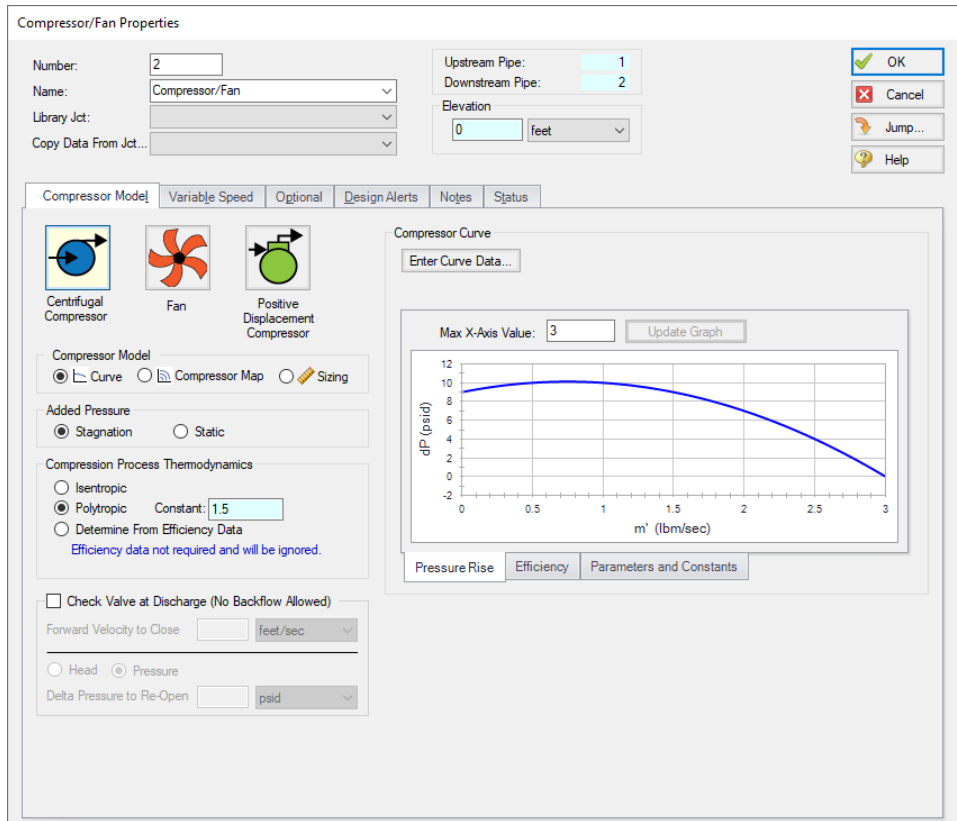 Compressor/Fan Properties
Number: 2
Name: Compressor/Fan
Library Jct:
Copy Data From Jct...
Upstream Pipe: 1
Downstream Pipe: 2
Elevation
0 feet
OK
Cancel
Jump...
Help
Compressor Model Variable Speed Optional Design Alerts Notes Status
Centrifugal
Compressor
Fan
Positive
Displacement
Compressor
Compressor Model
Curve Compressor Map Sizing
Added Pressure
Stagnation Static
Compression Process Thermodynamics
Isentropic
Polytropic Constant: 1.5
Determine From Efficiency Data
Efficiency data not required and will be ignored.
Check Valve at Discharge (No Backflow Allowed)
Forward Velocity to Close feet/sec
Head Pressure
Delta Pressure to Re-Open psid
Compressor Curve
Enter Curve Data...
Max X-Axis Value: 3 Update Graph
dP (psid)
12
10
8
6
4
2
0
-2
0 0.5 1 1.5 2 2.5 3
m' (lbm/sec)
Pressure Rise Efficiency Parameters and Constants